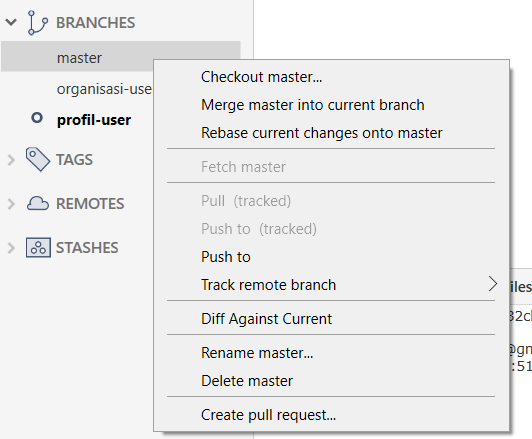 BRANCHES
master
organisasi-use
profil-user
TAGS
REMOTES
STASHES
Checkout master...
Merge master into current branch
Rebase current changes onto master
Fetch master
Pull (tracked)
Push to (tracked)
Push to
Track remote branch
Diff Against Current
Rename master...
Delete master
Create pull request...
iles
32cl
@gn
:51